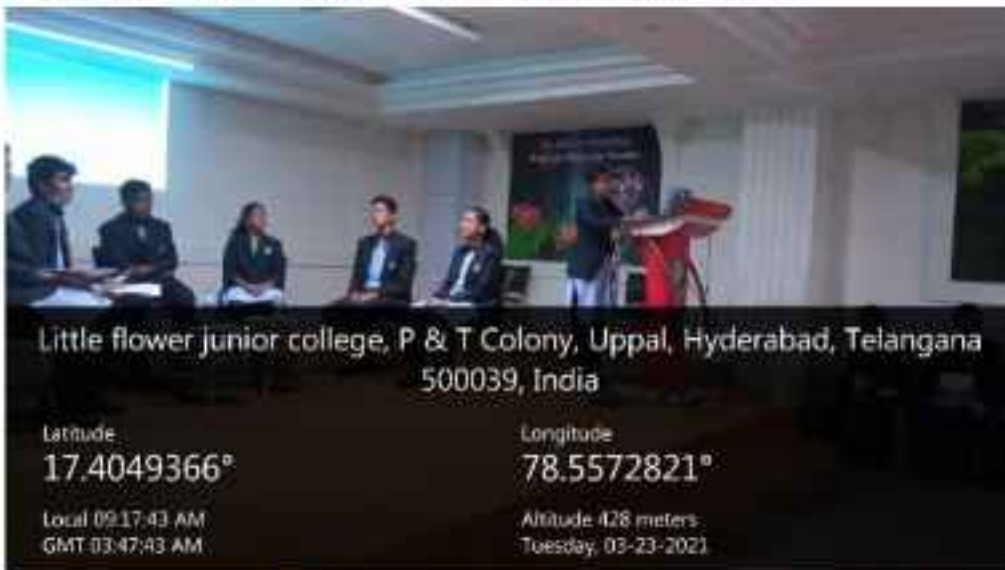 Little flower junior college, P & T Colony, Uppal, Hyderabad, Telangana
500039, India
Latitude
17.4049366°
Longitude
78.5572821°
Local 09:17:43 AM
GMT 03:47:43 AM
Altitude 428 meters
Tuesday, 03-23-2021